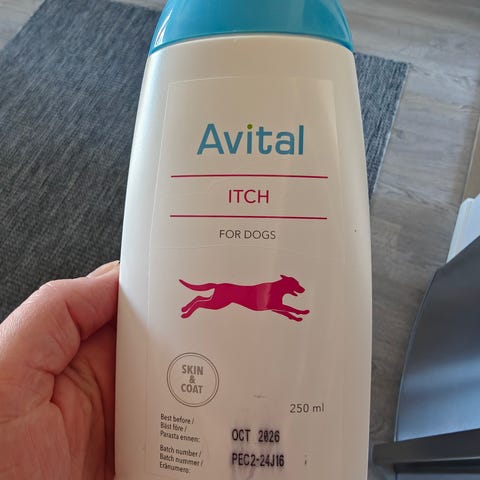 Avital
ITCH
FOR DOGS
SKIN
&
COAT
250 ml
Best before /
Bäst före /
Parasta ennen:
OCT 2026
Batch number /
Batch nummer /
Eränumero:
PEC2-24J16